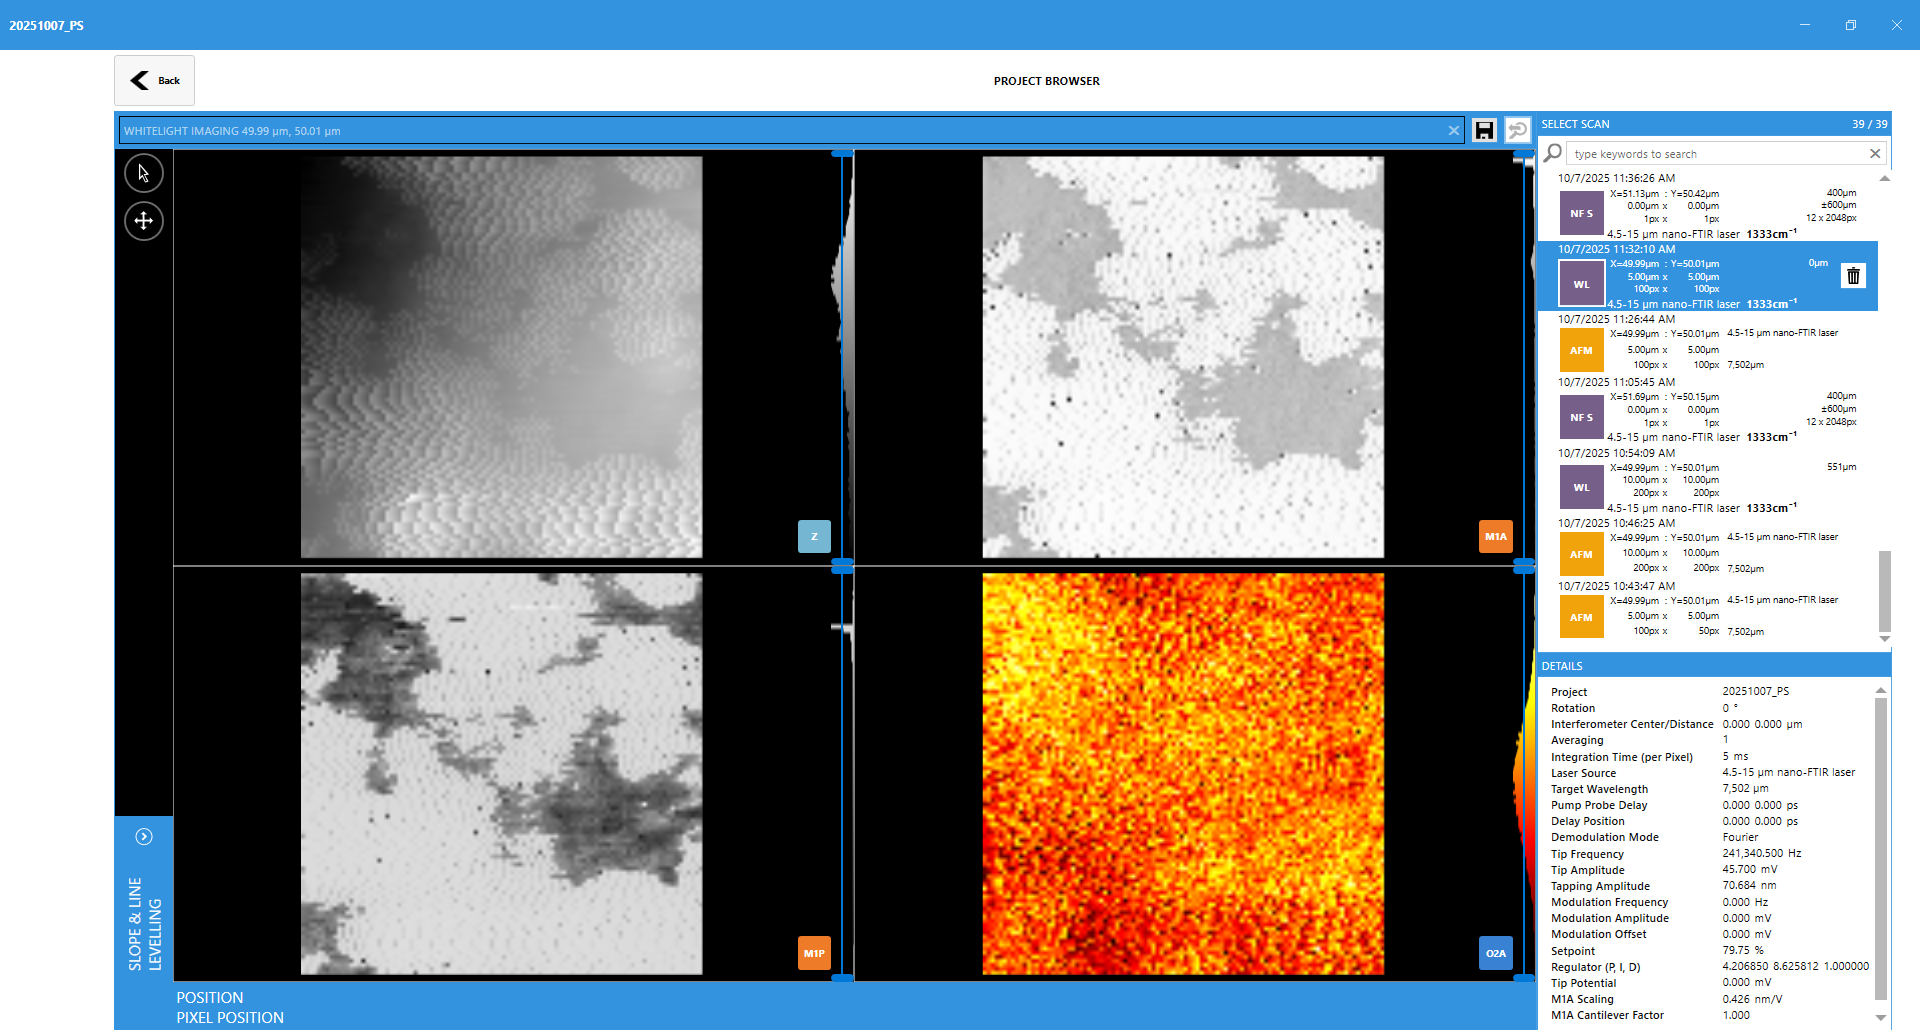 20251007_PS
Back
PROJECT BROWSER
WHITELIGHT IMAGING 49.99 µm, 50.01 µm
SELECT SCAN 39 / 39
type keywords to search
10/7/2025 11:36:26 AM
NF S
X=51.13µm : Y=50.42µm 400µm
0.00µm x 0.00µm ±600µm
1px x 1px 12 x 2048px
4.5-15 µm nano-FTIR laser 1333cm⁻¹
10/7/2025 11:32:10 AM
WL
X=49.99µm : Y=50.01µm 0µm
5.00µm x 5.00µm
100px x 100px
4.5-15 µm nano-FTIR laser 1333cm⁻¹
10/7/2025 11:26:44 AM
AFM
X=49.99µm : Y=50.01µm 4.5-15 µm nano-FTIR laser
5.00µm x 5.00µm
100px x 100px 7,502µm
10/7/2025 11:05:45 AM
NF S
X=51.69µm : Y=50.15µm 400µm
0.00µm x 0.00µm ±600µm
1px x 1px 12 x 2048px
4.5-15 µm nano-FTIR laser 1333cm⁻¹
10/7/2025 10:54:09 AM
WL
X=49.99µm : Y=50.01µm 551µm
10.00µm x 10.00µm
200px x 200px
4.5-15 µm nano-FTIR laser 1333cm⁻¹
10/7/2025 10:46:25 AM
AFM
X=49.99µm : Y=50.01µm 4.5-15 µm nano-FTIR laser
10.00µm x 10.00µm
200px x 200px 7,502µm
10/7/2025 10:43:47 AM
AFM
X=49.99µm : Y=50.01µm 4.5-15 µm nano-FTIR laser
5.00µm x 5.00µm
100px x 50px 7,502µm
Z
M1A
M1P
O2A
SLOPE & LINE
LEVELLING
POSITION
PIXEL POSITION
DETAILS
Project 20251007_PS
Rotation 0 °
Interferometer Center/Distance 0.000 0.000 µm
Averaging 1
Integration Time (per Pixel) 5 ms
Laser Source 4.5-15 µm nano-FTIR laser
Target Wavelength 7,502 µm
Pump Probe Delay 0.000 0.000 ps
Delay Position 0.000 0.000 ps
Demodulation Mode Fourier
Tip Frequency 241,340.500 Hz
Tip Amplitude 45.700 mV
Tapping Amplitude 70.684 nm
Modulation Frequency 0.000 Hz
Modulation Amplitude 0.000 mV
Modulation Offset 0.000 mV
Setpoint 79.75 %
Regulator (P, I, D) 4.206850 8.625812 1.000000
Tip Potential 0.000 mV
M1A Scaling 0.426 nm/V
M1A Cantilever Factor 1.000